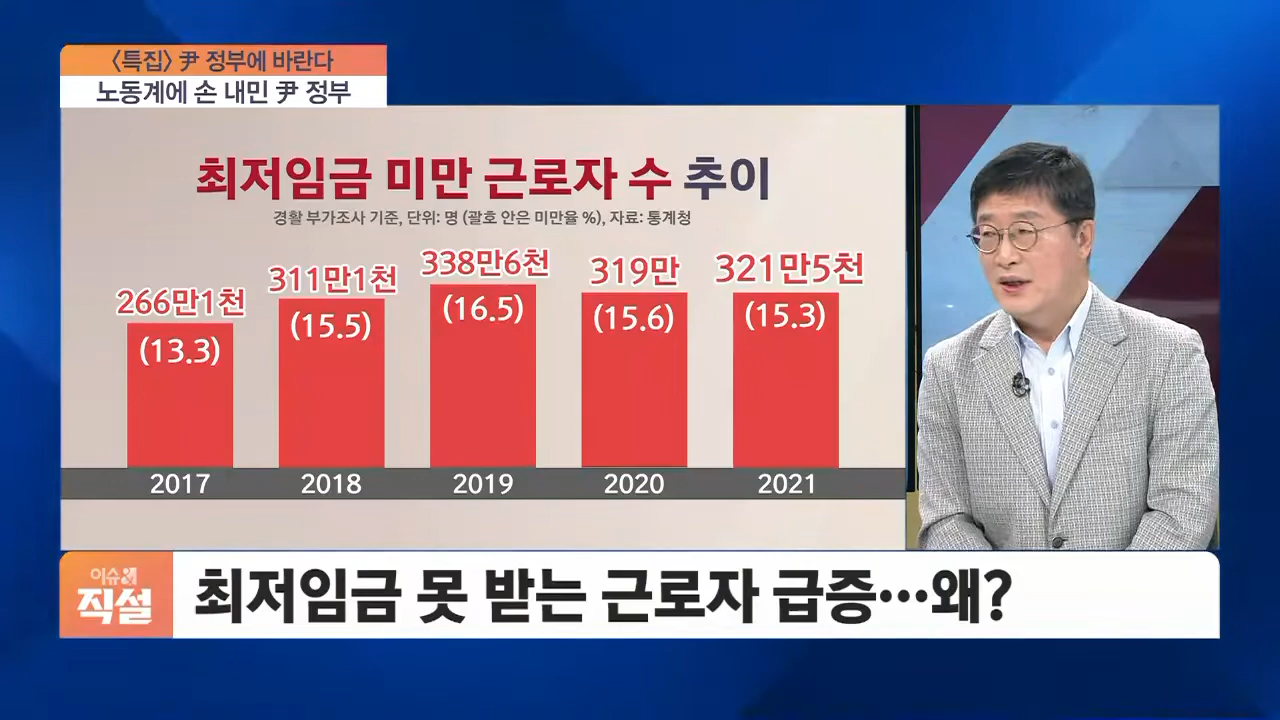 〈특집〉 尹 정부에 바란다
노동계에 손 내민 尹 정부
최저임금 미만 근로자 수 추이
경활 부가조사 기준, 단위: 명 (괄호 안은 미만율 %), 자료: 통계청
266만1천 311만1천 338만6천 319만 321만5천
(13.3) (15.5) (16.5) (15.6) (15.3)
2017 2018 2019 2020 2021
이슈&
직설
최저임금 못 받는 근로자 급증…왜?